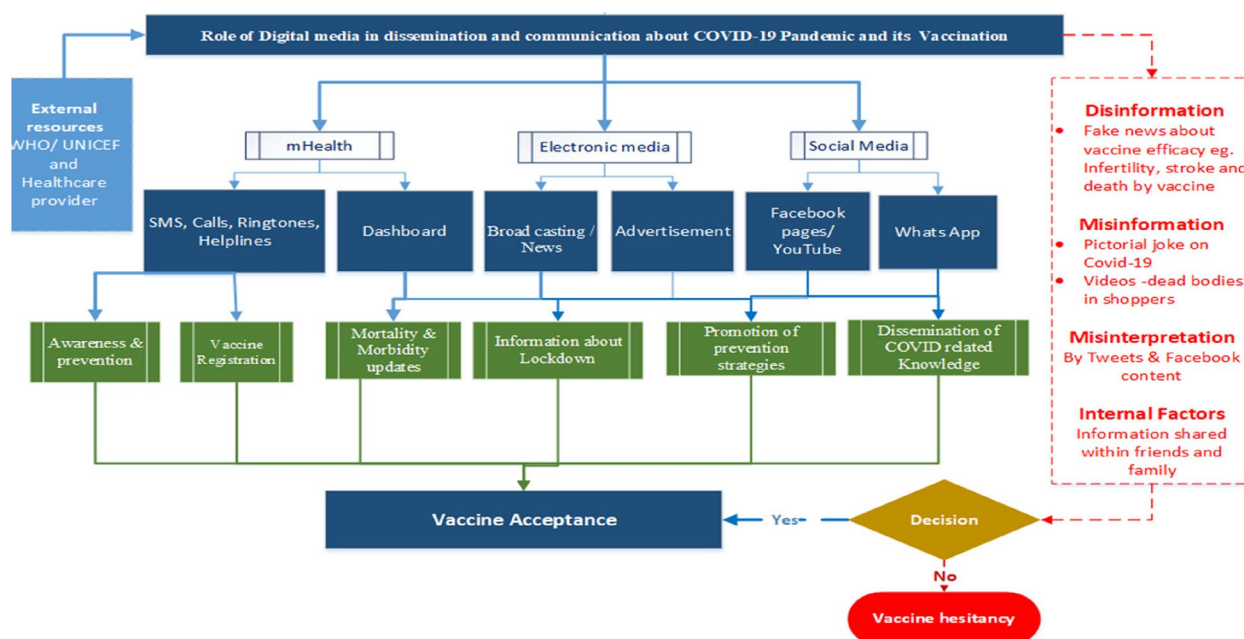 Role of Digital media in dissemination and communication about COVID-19 Pandemic and its Vaccination
External
resources
WHO/ UNICEF
and
Healthcare
provider
mHealth
Electronic media
Social Media
SMS, Calls, Ringtones,
Helplines
Dashboard
Broad casting /
News
Advertisement
Facebook
pages/
YouTube
Whats App
Awareness &
prevention
Vaccine
Registration
Mortality &
Morbidity
updates
Information about
Lockdown
Promotion of
prevention
strategies
Dissemination of
COVID related
Knowledge
Disinformation
• Fake news about
vaccine efficacy eg.
Infertility, stroke and
death by vaccine
Misinformation
• Pictorial joke on
Covid-19
• Videos -dead bodies
in shoppers
Misinterpretation
By Tweets & Facebook
content
Internal Factors
Information shared
within friends and
family
Vaccine Acceptance
Yes
Decision
No
Vaccine hesitancy